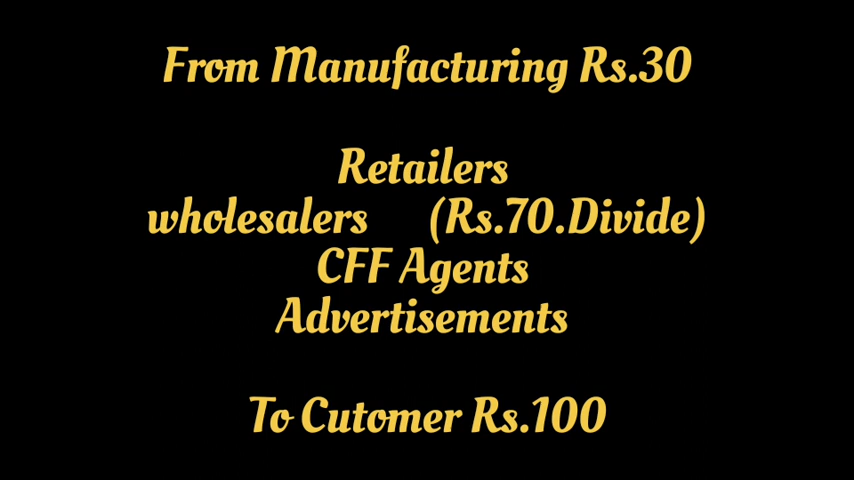 From Manufacturing Rs.30
Retailers
wholesalers (Rs.70.Divide)
CFF Agents
Advertisements
To Cutomer Rs.100